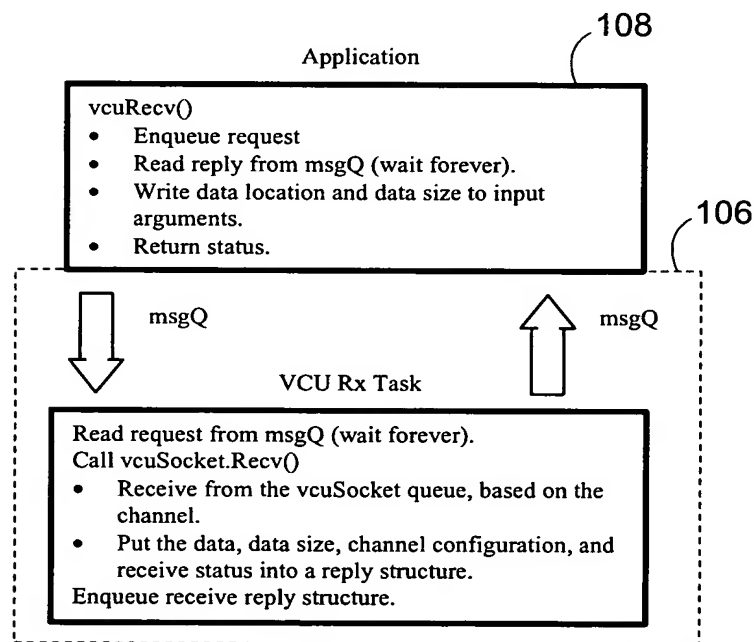 108
Application
vcuRecv()
• Enqueue request
• Read reply from msgQ (wait forever).
• Write data location and data size to input
arguments.
• Return status.
106
msgQ
msgQ
VCU Rx Task
Read request from msgQ (wait forever).
Call vcuSocket.Recv()
• Receive from the vcuSocket queue, based on the
channel.
• Put the data, data size, channel configuration, and
receive status into a reply structure.
Enqueue receive reply structure.